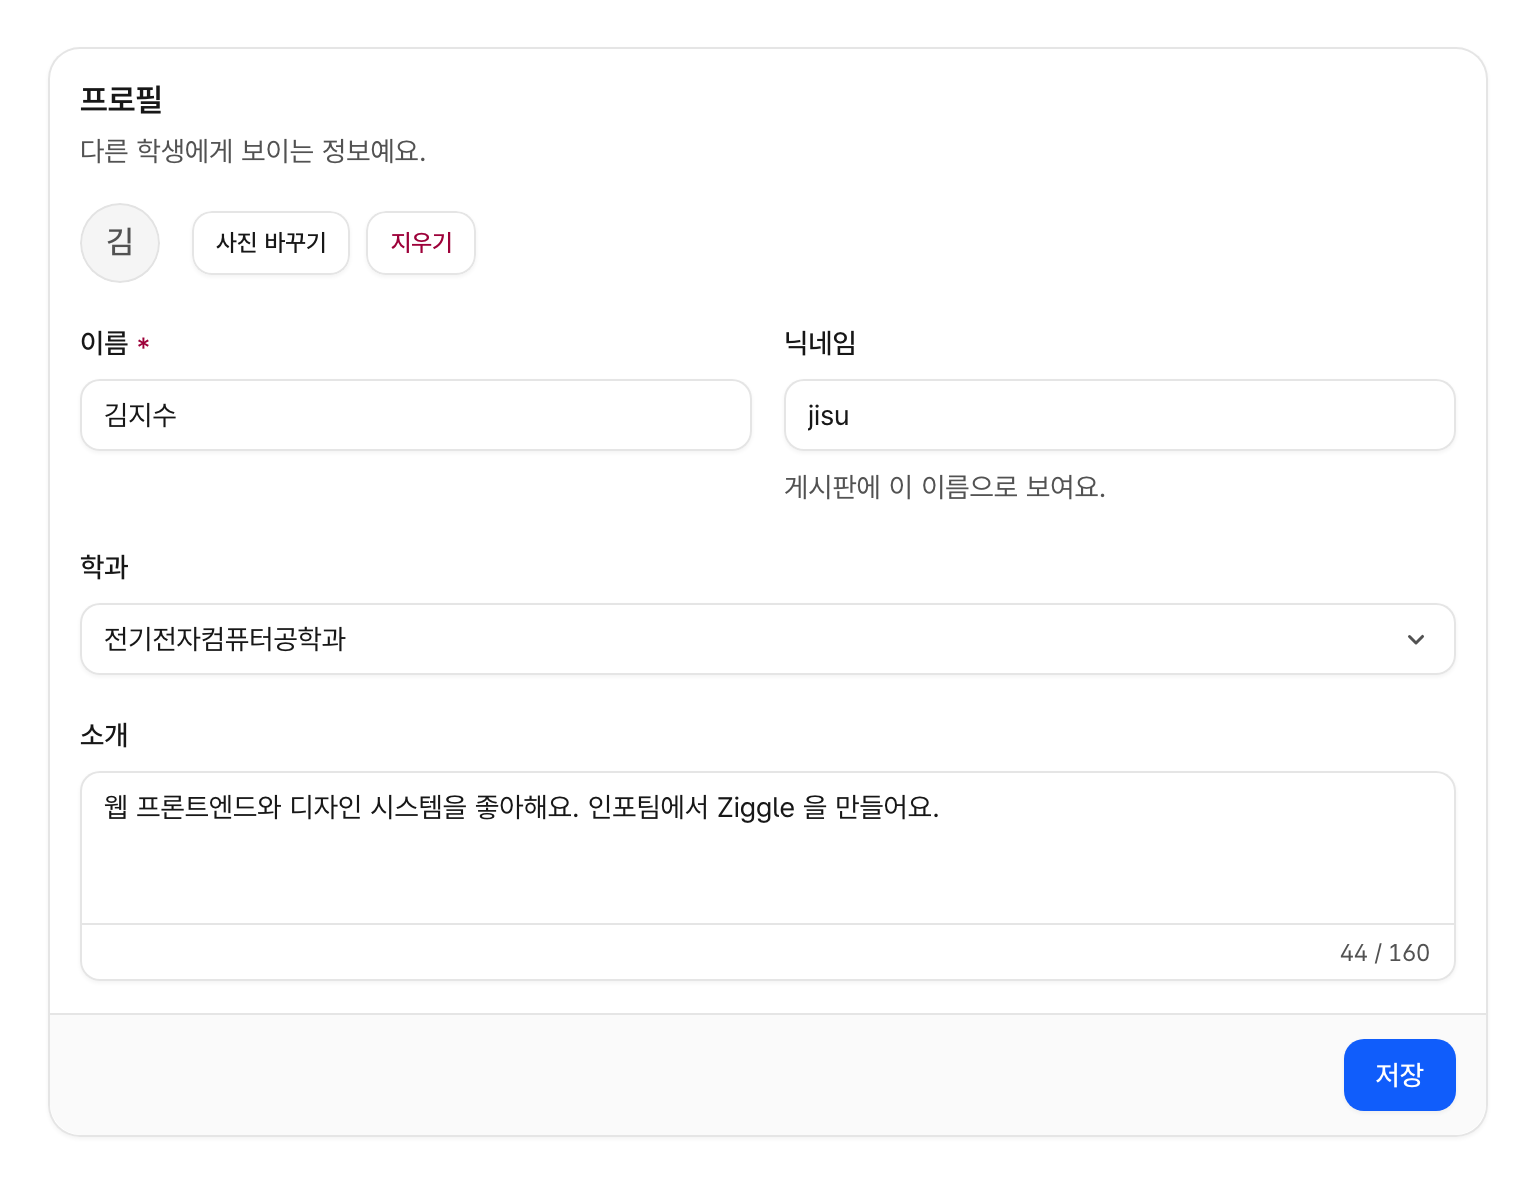 프로필
다른 학생에게 보이는 정보예요.
김
사진 바꾸기
지우기
이름 *
닉네임
김지수
jisu
게시판에 이 이름으로 보여요.
학과
전기전자컴퓨터공학과
소개
웹 프론트엔드와 디자인 시스템을 좋아해요. 인포팀에서 Ziggle 을 만들어요.
44 / 160
저장